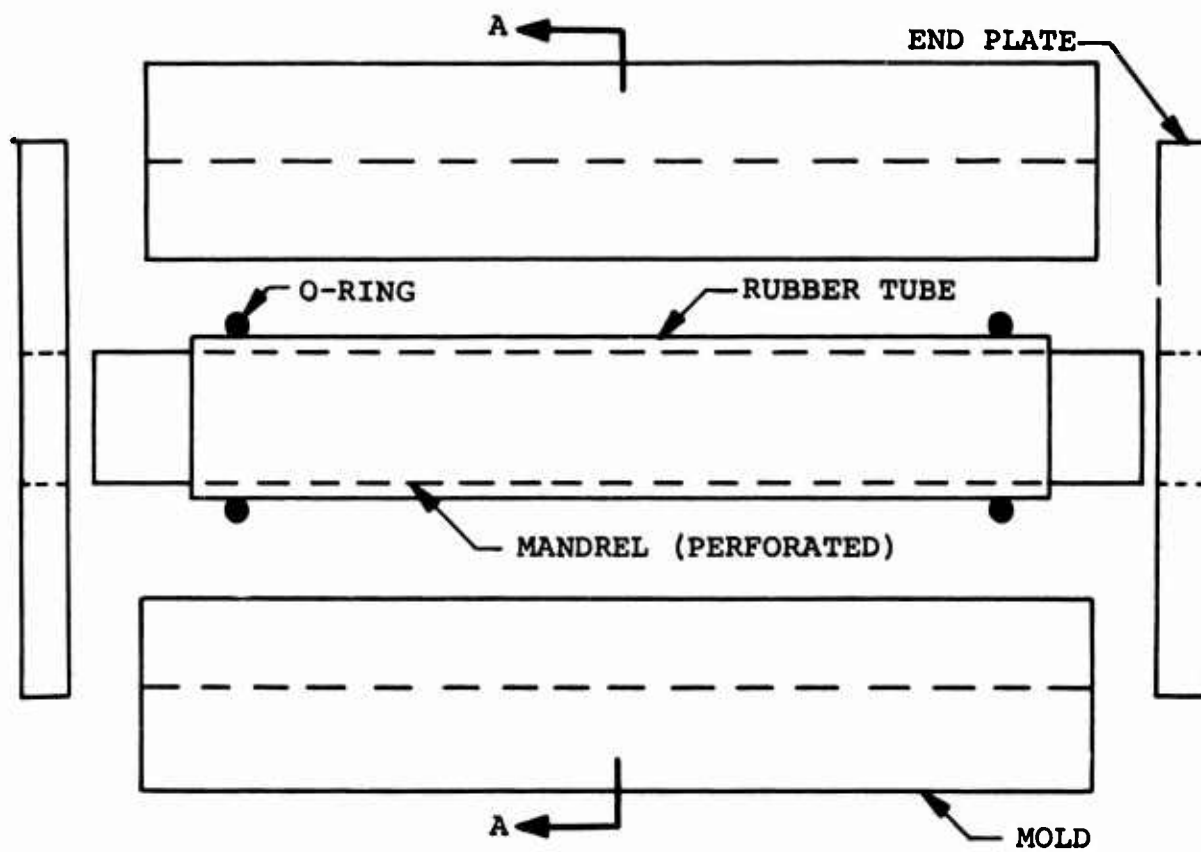 A
END PLATE
O-RING
RUBBER TUBE
MANDREL (PERFORATED)
A
MOLD